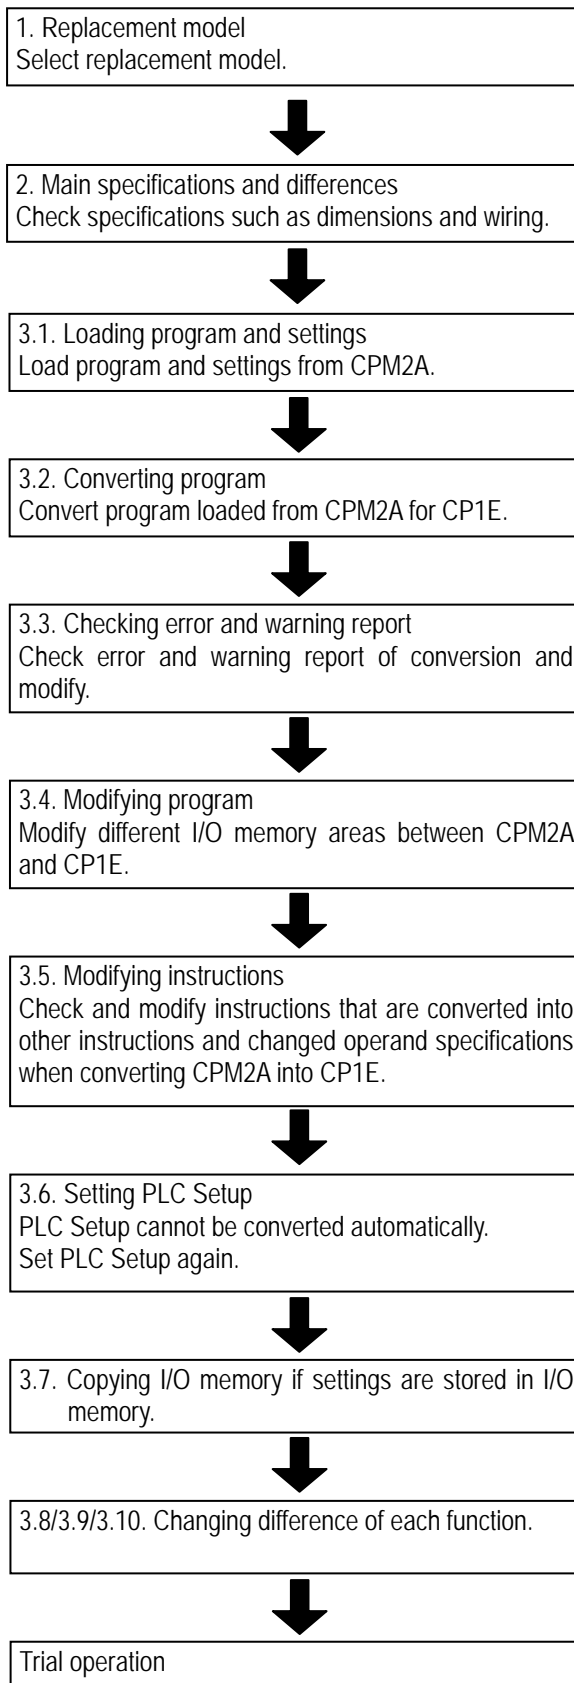 1. Replacement model
Select replacement model.
2. Main specifications and differences
Check specifications such as dimensions and wiring.
3.1. Loading program and settings
Load program and settings from CPM2A.
3.2. Converting program
Convert program loaded from CPM2A for CP1E.
3.3. Checking error and warning report
Check error and warning report of conversion and
modify.
3.4. Modifying program
Modify different I/O memory areas between CPM2A
and CP1E.
3.5. Modifying instructions
Check and modify instructions that are converted into
other instructions and changed operand specifications
when converting CPM2A into CP1E.
3.6. Setting PLC Setup
PLC Setup cannot be converted automatically.
Set PLC Setup again.
3.7. Copying I/O memory if settings are stored in I/O
memory.
3.8/3.9/3.10. Changing difference of each function.
Trial operation